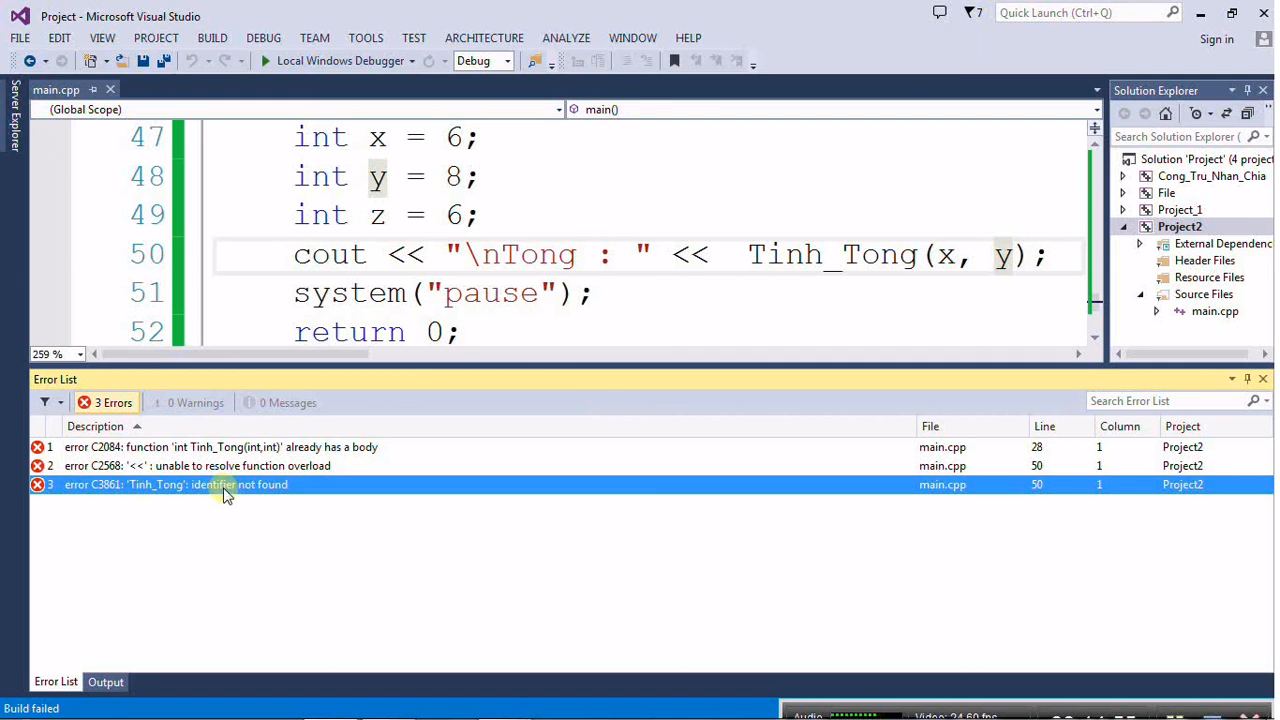 Project - Microsoft Visual Studio
7
Quick Launch (Ctrl+Q)
FILE EDIT VIEW PROJECT BUILD DEBUG TEAM TOOLS TEST ARCHITECTURE ANALYZE WINDOW HELP
Sign in
Local Windows Debugger
Debug
Server Explorer
main.cpp
(Global Scope)
main()
47 int x = 6;
48 int y = 8;
49 int z = 6;
50 cout << "\nTong : " << Tinh_Tong(x, y);
51 system("pause");
52 return 0;
259 %
Solution Explorer
Search Solution Explorer (
Solution 'Project' (4 project
Cong_Tru_Nhan_Chia
File
Project_1
Project2
External Dependenc
Header Files
Resource Files
Source Files
main.cpp
Error List
3 Errors
0 Warnings
0 Messages
Search Error List
Description File Line Column Project
1 error C2084: function 'int Tinh_Tong(int,int)' already has a body main.cpp 28 1 Project2
2 error C2568: '<<' : unable to resolve function overload main.cpp 50 1 Project2
3 error C3861: 'Tinh_Tong': identifier not found main.cpp 50 1 Project2
Error List Output
Build failed
Audio
Video: 24.60 fps